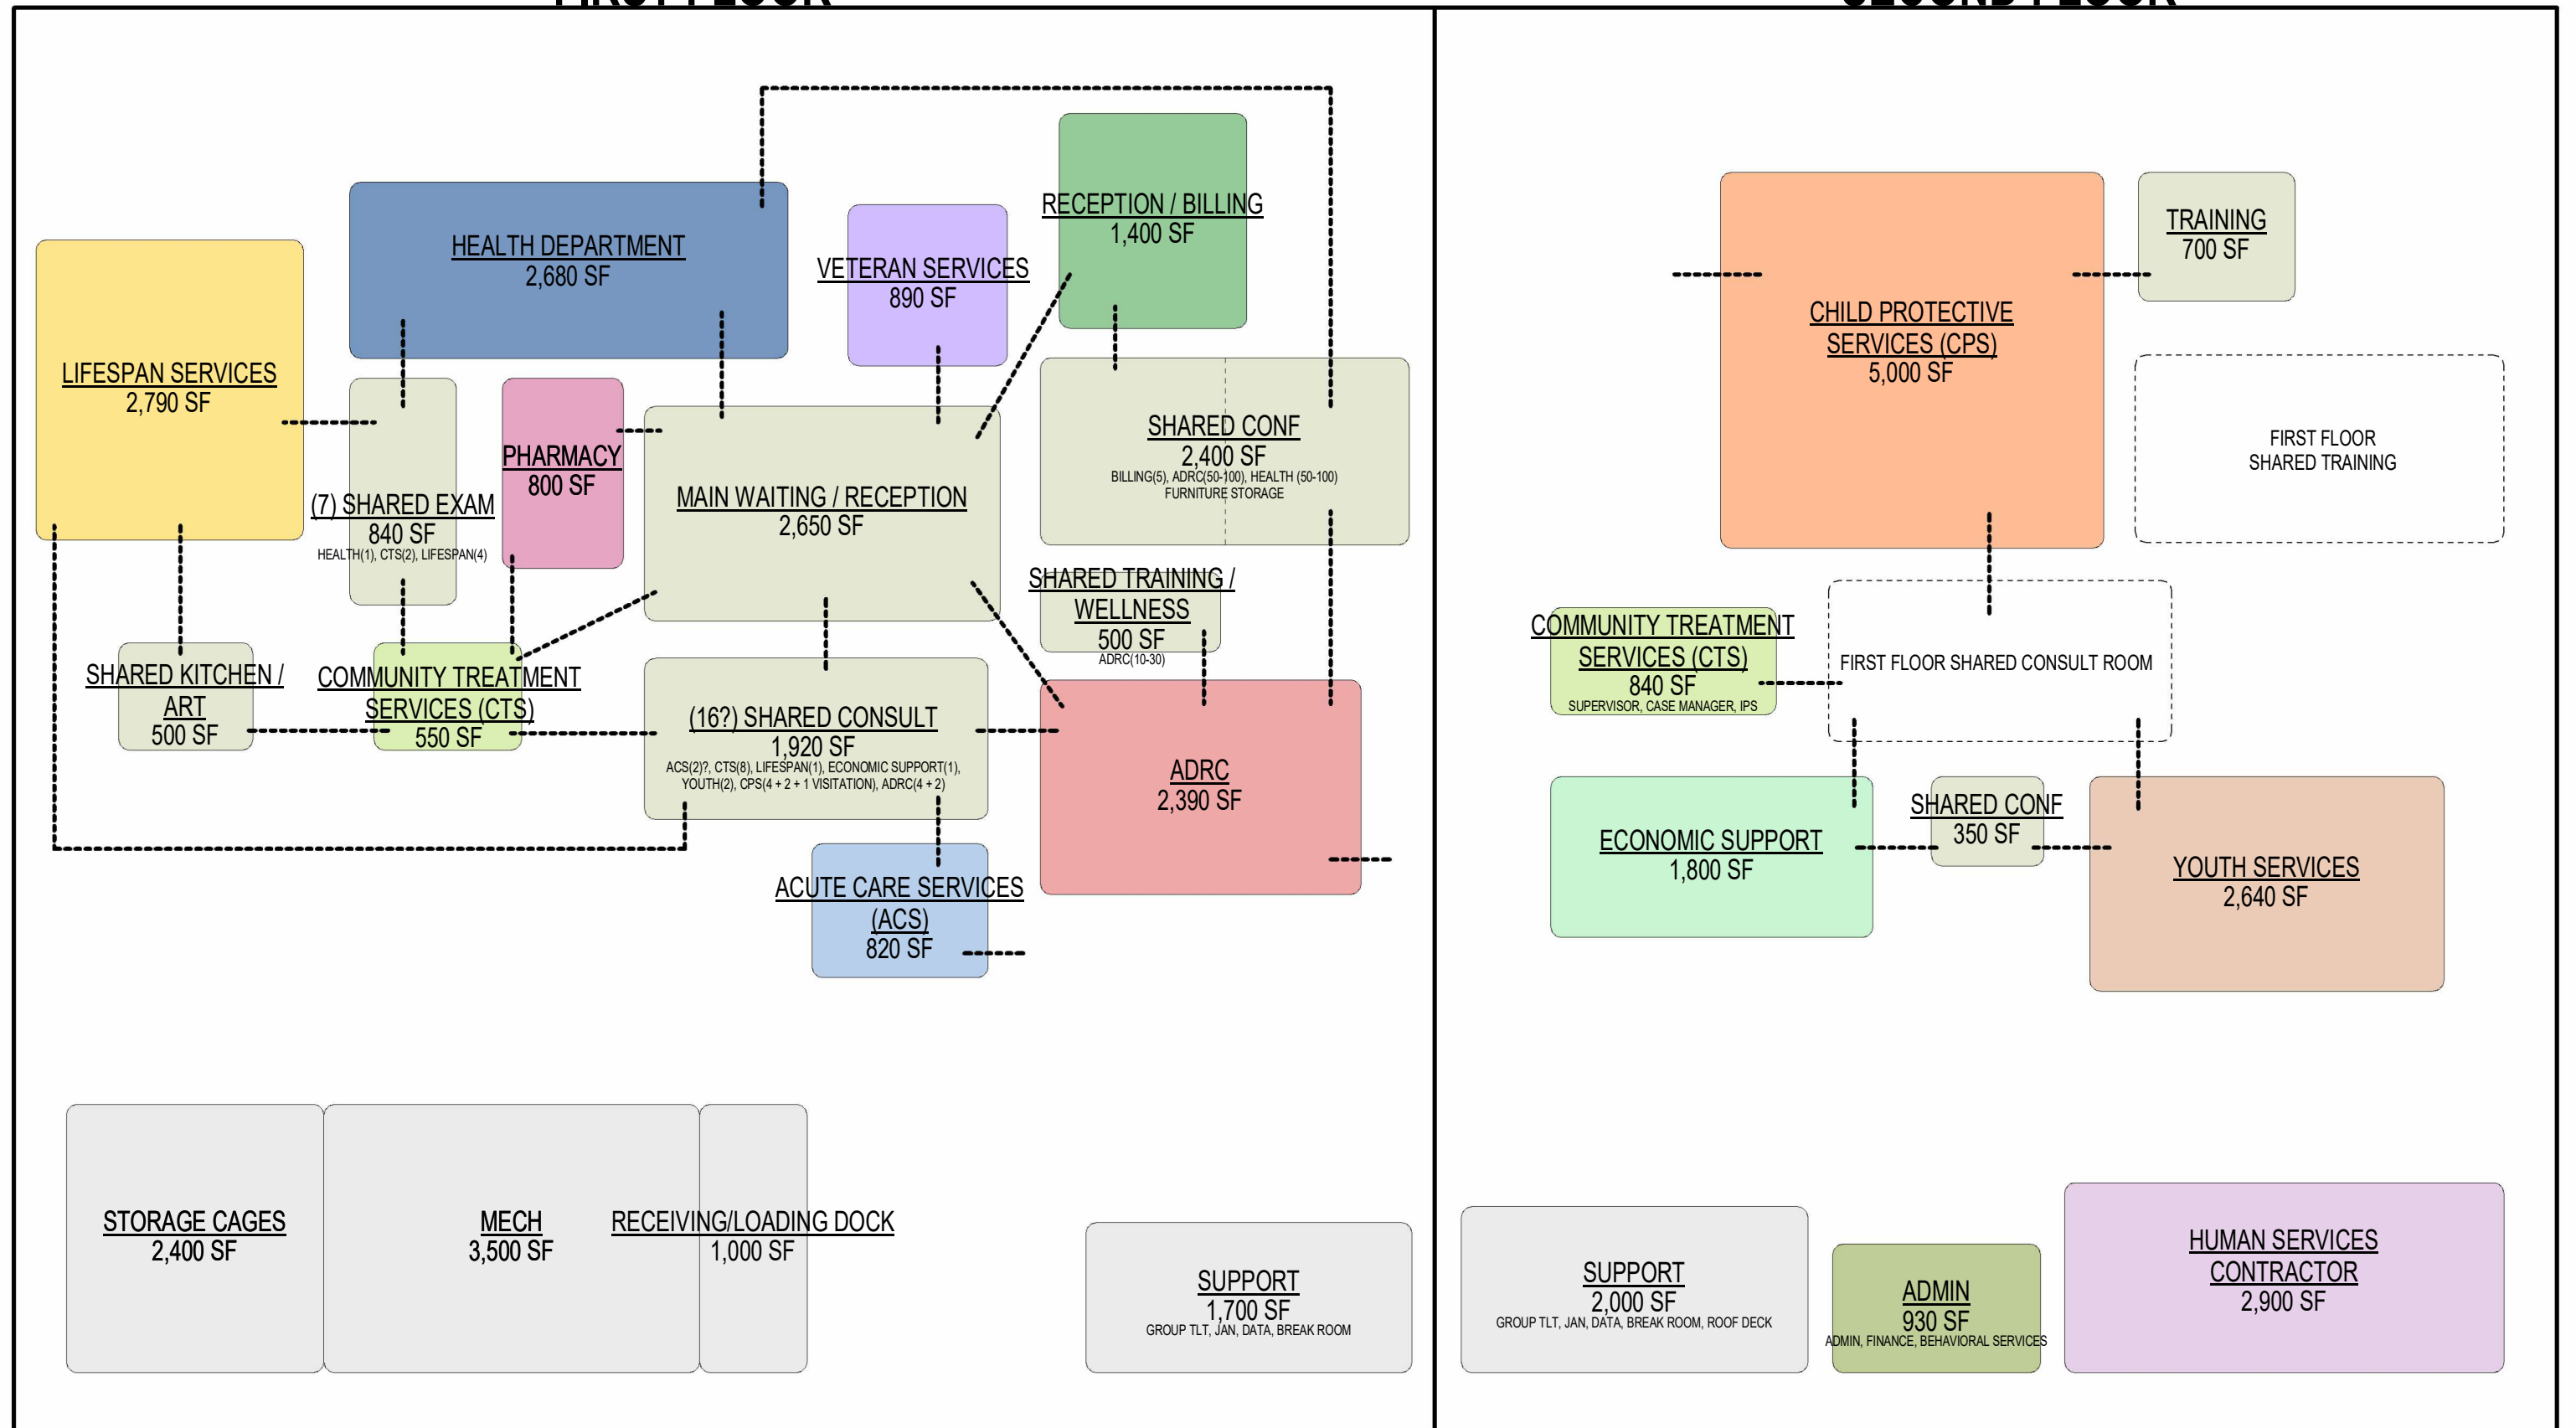 FIRST FLOOR
SECOND FLOOR
HEALTH DEPARTMENT
2,680 SF
LIFESPAN SERVICES
2,790 SF
VETERAN SERVICES
890 SF
RECEPTION / BILLING
1,400 SF
(7) SHARED EXAM
840 SF
HEALTH(1), CTS(2), LIFESPAN(4)
PHARMACY
800 SF
MAIN WAITING / RECEPTION
2,650 SF
SHARED CONF
2,400 SF
BILLING(5), ADRC(50-100), HEALTH (50-100)
FURNITURE STORAGE
SHARED TRAINING /
WELLNESS
500 SF
ADRC(10-30)
SHARED KITCHEN /
ART
500 SF
COMMUNITY TREATMENT
SERVICES (CTS)
550 SF
(16?) SHARED CONSULT
1,920 SF
ACS(2)?, CTS(8), LIFESPAN(1), ECONOMIC SUPPORT(1),
YOUTH(2), CPS(4 + 2 + 1 VISITATION), ADRC(4 + 2)
ADRC
2,390 SF
ACUTE CARE SERVICES
(ACS)
820 SF
STORAGE CAGES
2,400 SF
MECH
3,500 SF
RECEIVING/LOADING DOCK
1,000 SF
SUPPORT
1,700 SF
GROUP TLT, JAN, DATA, BREAK ROOM
CHILD PROTECTIVE
SERVICES (CPS)
5,000 SF
TRAINING
700 SF
FIRST FLOOR
SHARED TRAINING
COMMUNITY TREATMENT
SERVICES (CTS)
840 SF
SUPERVISOR, CASE MANAGER, IPS
FIRST FLOOR SHARED CONSULT ROOM
ECONOMIC SUPPORT
1,800 SF
SHARED CONF
350 SF
YOUTH SERVICES
2,640 SF
SUPPORT
2,000 SF
GROUP TLT, JAN, DATA, BREAK ROOM, ROOF DECK
ADMIN
930 SF
ADMIN, FINANCE, BEHAVIORAL SERVICES
HUMAN SERVICES
CONTRACTOR
2,900 SF